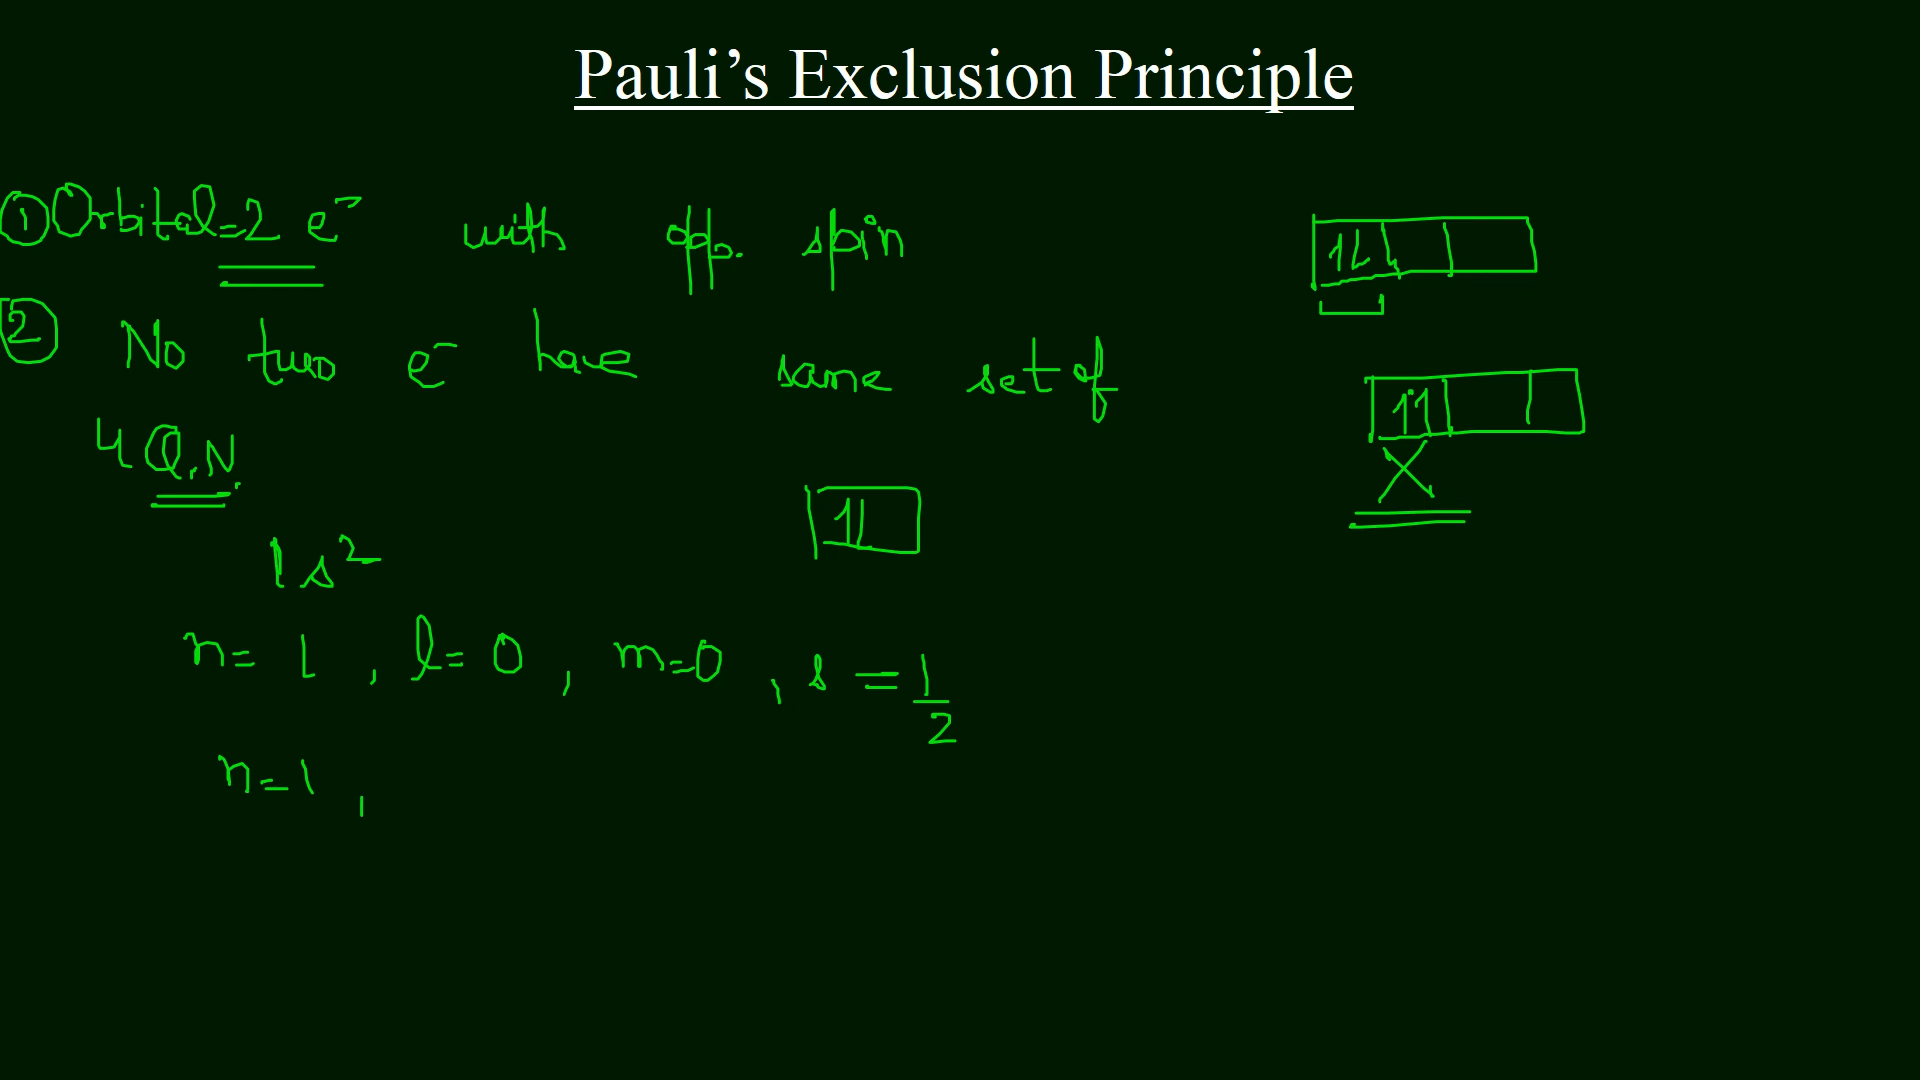 Pauli’s Exclusion Principle
① Orbital = 2 e⁻ with opp. spin
② No two e⁻ have same set of
4 Q.N.
1s²
n = 1 , l = 0 , m = 0 , s = 1/2
n = 1 ,